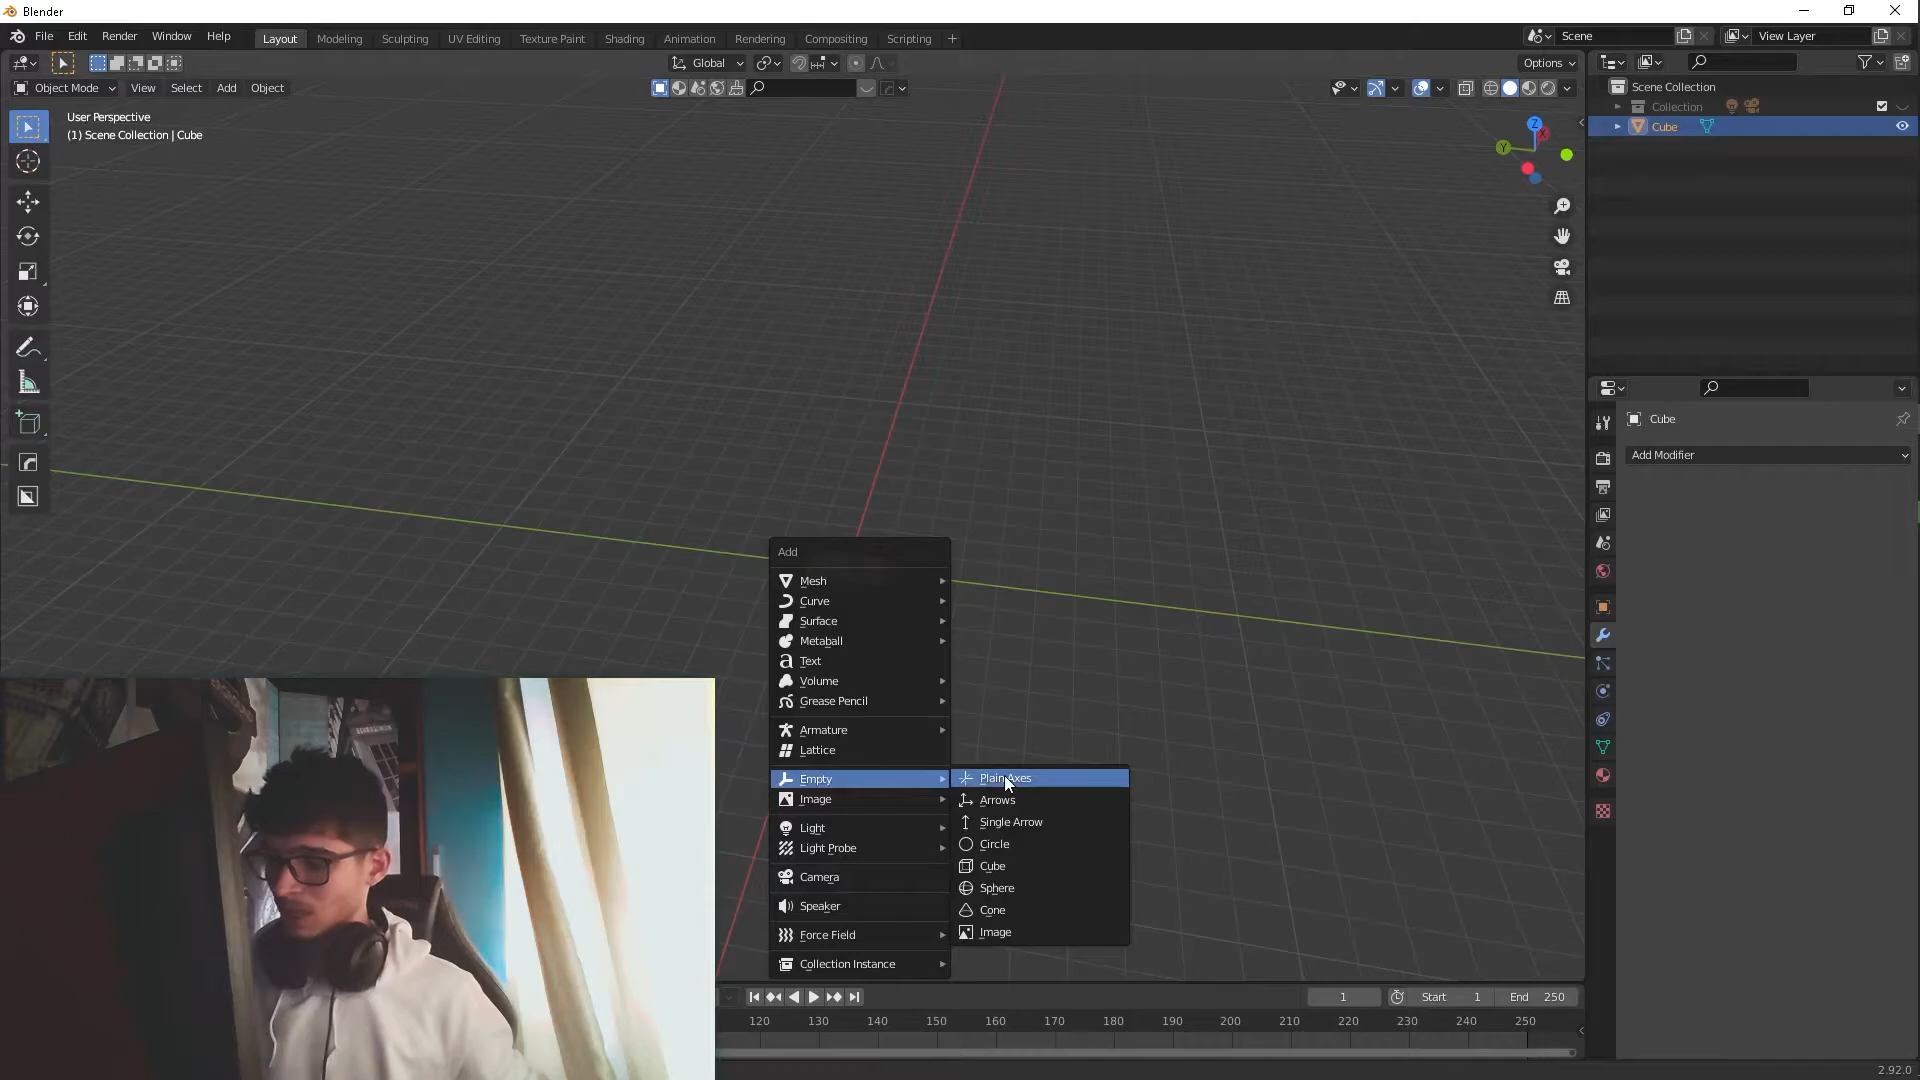 Blender
File Edit Render Window Help
Layout Modeling Sculpting UV Editing Texture Paint Shading Animation Rendering Compositing Scripting +
Scene
View Layer
Global
Options
Object Mode View Select Add Object
User Perspective
(1) Scene Collection | Cube
Z
X
Y
Scene Collection
Collection
Cube
Cube
Add Modifier
Add
Mesh
Curve
Surface
Metaball
Text
Volume
Grease Pencil
Armature
Lattice
Empty
Image
Light
Light Probe
Camera
Speaker
Force Field
Collection Instance
Plain Axes
Arrows
Single Arrow
Circle
Cube
Sphere
Cone
Image
1 Start 1 End 250
120 130 140 150 160 170 180 190 200 210 220 230 240 250
2.92.0